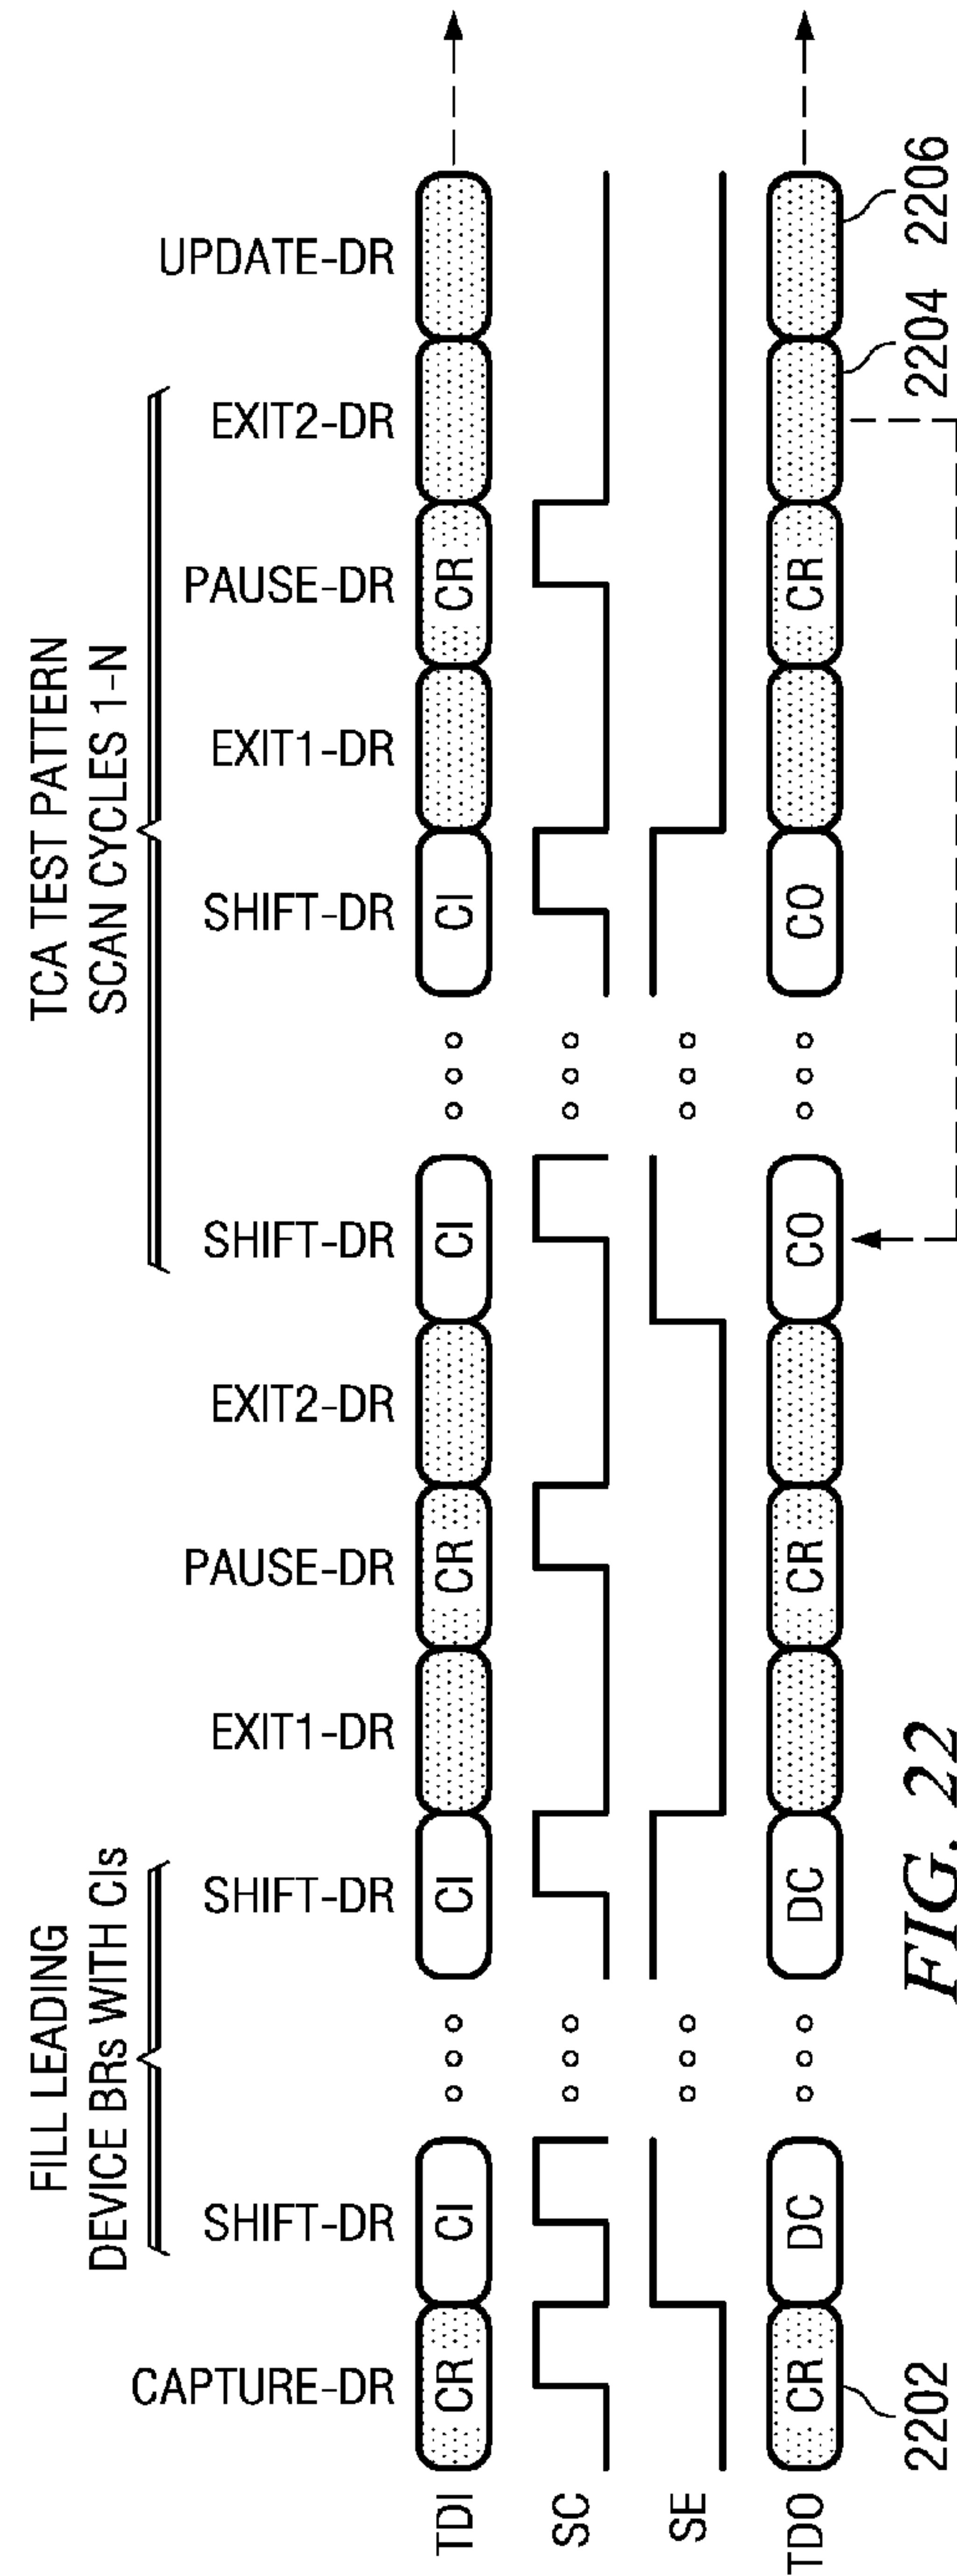 FILL LEADING
DEVICE BRs WITH CIs
TCA TEST PATTERN
SCAN CYCLES 1-N
CAPTURE-DR
SHIFT-DR
SHIFT-DR
EXIT1-DR
PAUSE-DR
EXIT2-DR
SHIFT-DR
SHIFT-DR
EXIT1-DR
PAUSE-DR
EXIT2-DR
UPDATE-DR
TDI CR CI CI CR CI CI CR
SC
SE
TDO CR DC DC CR CO CO CR
2202
2204
2206
FIG. 22